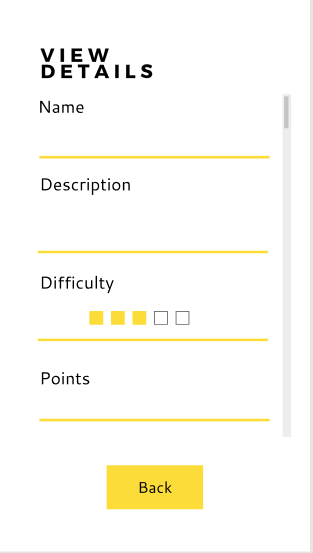 VIEW
DETAILS
Name
Description
Difficulty
Points
Back